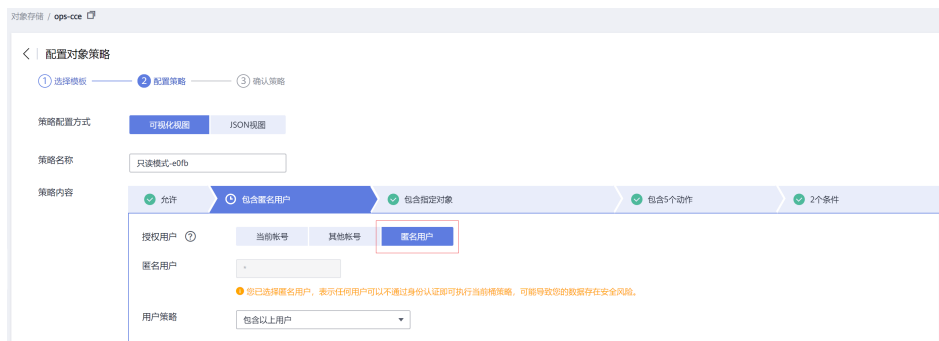 对象存储 / ops-cce
配置对象策略
1 选择模板 2 配置策略 3 确认策略
策略配置方式 可视化视图 JSON视图
策略名称 只读模式-e0fb
策略内容 允许 包含匿名用户 包含指定对象 包含5个动作 2个条件
授权用户 ? 当前帐号 其他帐号 匿名用户
匿名用户 *
您已选择匿名用户，表示任何用户可以不通过身份认证即可执行当前桶策略，可能导致您的数据存在安全风险。
用户策略 包含以上用户